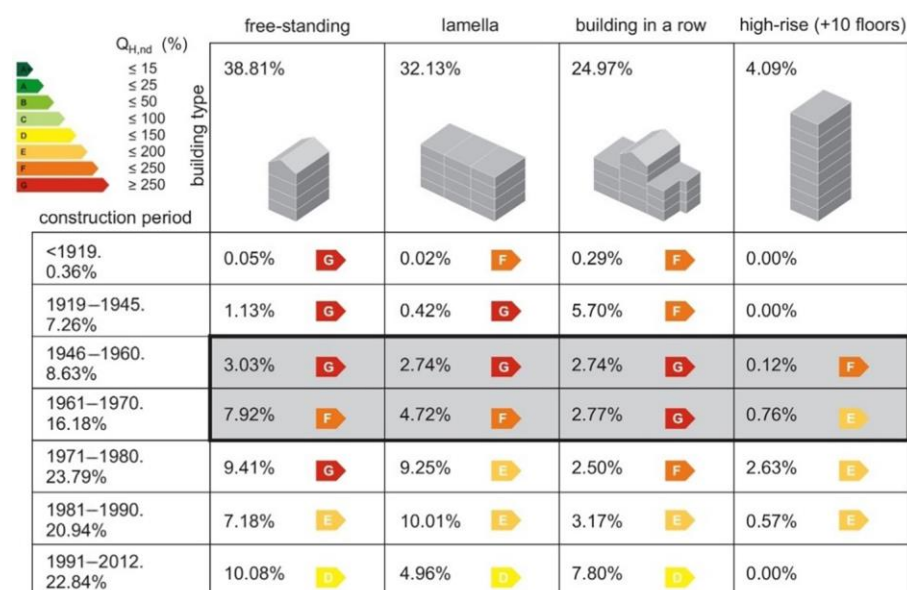 free-standing lamella building in a row high-rise (+10 floors)
Q H,nd (%)
A ≤ 15
A ≤ 25
B ≤ 50
C ≤ 100
D ≤ 150
E ≤ 200
F ≤ 250
G ≥ 250
building type
38.81% 32.13% 24.97% 4.09%
construction period
<1919.
0.36%
0.05% G 0.02% F 0.29% F 0.00%
1919–1945.
7.26%
1.13% G 0.42% G 5.70% F 0.00%
1946–1960.
8.63%
3.03% G 2.74% G 2.74% G 0.12% F
1961–1970.
16.18%
7.92% F 4.72% F 2.77% G 0.76% E
1971–1980.
23.79%
9.41% G 9.25% E 2.50% F 2.63% E
1981–1990.
20.94%
7.18% E 10.01% E 3.17% E 0.57% E
1991–2012.
22.84%
10.08% D 4.96% D 7.80% D 0.00%